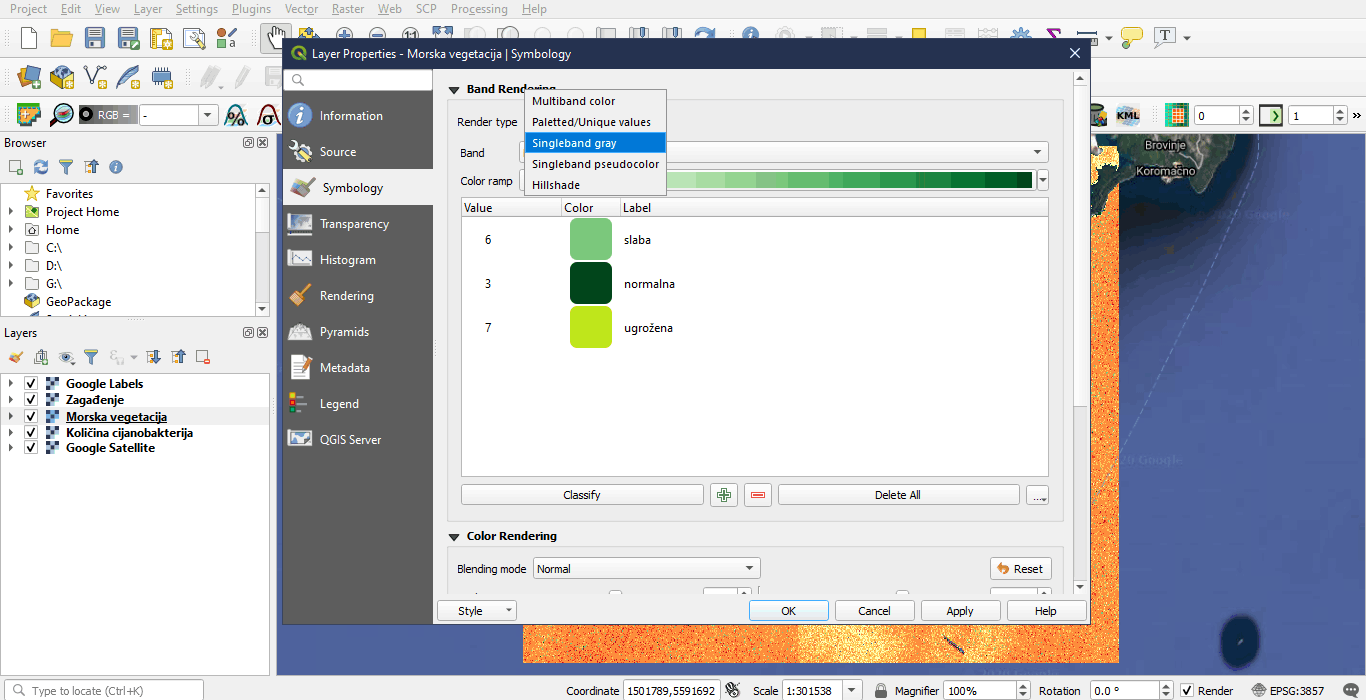 Project Edit View Layer Settings Plugins Vector Raster Web SCP Processing Help
Layer Properties - Morska vegetacija | Symbology
RGB = -
KML 0 1 »
Browser
Favorites
Project Home
Home
C:\
D:\
G:\
GeoPackage
Layers
Google Labels
Zagađenje
Morska vegetacija
Količina cijanobakterija
Google Satellite
Information
Source
Symbology
Transparency
Histogram
Rendering
Pyramids
Metadata
Legend
QGIS Server
Band Rendering
Render type
Multiband color
Paletted/Unique values
Singleband gray
Singleband pseudocolor
Hillshade
Band
Color ramp
Value Color Label
6 slaba
3 normalna
7 ugrožena
Classify Delete All ...
Color Rendering
Blending mode Normal Reset
Style OK Cancel Apply Help
Brovinje
Koromačno
Type to locate (Ctrl+K) Coordinate 1501789,5591692 Scale 1:301538 Magnifier 100% Rotation 0.0 ° Render EPSG:3857